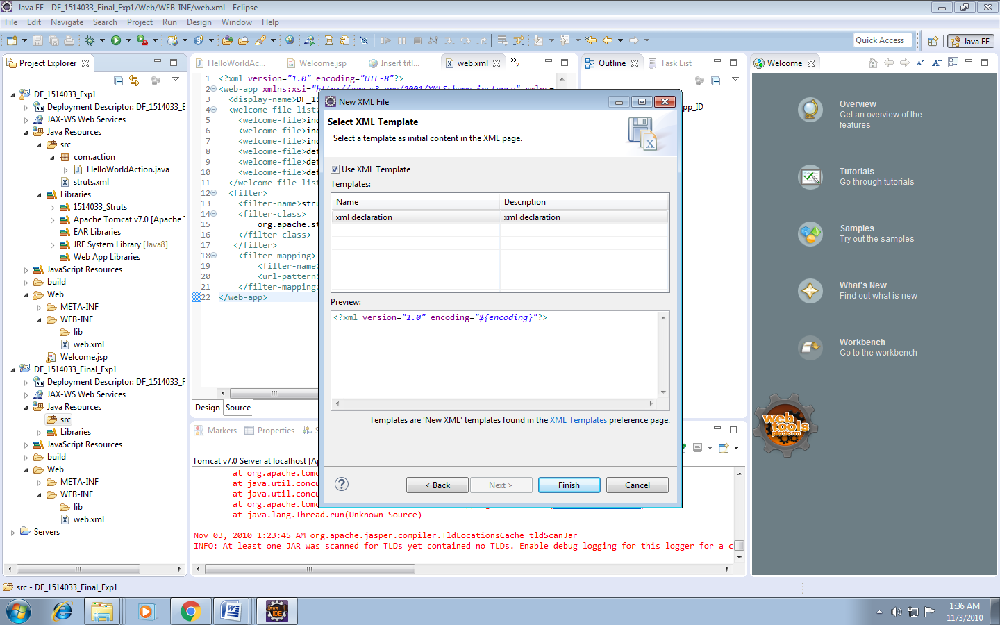 Java EE - DF_1514033_Final_Exp1/Web/WEB-INF/web.xml - Eclipse
File Edit Navigate Search Project Run Design Window Help
Quick Access
Java EE
Project Explorer
DF_1514033_Exp1
Deployment Descriptor: DF_1514033_E
JAX-WS Web Services
Java Resources
src
com.action
HelloWorldAction.java
struts.xml
Libraries
1514033_Struts
Apache Tomcat v7.0 [Apache
EAR Libraries
JRE System Library [Java8]
Web App Libraries
JavaScript Resources
build
Web
META-INF
WEB-INF
lib
web.xml
Welcome.jsp
DF_1514033_Final_Exp1
Deployment Descriptor: DF_1514033_F
JAX-WS Web Services
Java Resources
src
Libraries
JavaScript Resources
build
Web
META-INF
WEB-INF
lib
web.xml
Servers
HelloWorldAc...
Welcome.jsp
Insert titl...
web.xml
»2
1 <?xml version="1.0" encoding="UTF-8"?>
2 <web-app xmlns:xsi="http://www.w3.org/2001/XMLSchema-instance" xmlns=
3 <display-name>DF_15
4 <welcome-file-list>
5 <welcome-file>ind
6 <welcome-file>ind
7 <welcome-file>ind
8 <welcome-file>def
9 <welcome-file>def
10 <welcome-file>def
11 </welcome-file-list
12 <filter>
13 <filter-name>stru
14 <filter-class>
15 org.apache.st
16 </filter-class>
17 </filter>
18 <filter-mapping>
19 <filter-name>
20 <url-pattern>
21 </filter-mapping>
22 </web-app>
Design Source
New XML File
Select XML Template
Select a template as initial content in the XML page.
Use XML Template
Templates:
Name Description
xml declaration xml declaration
Preview:
<?xml version="1.0" encoding="${encoding}"?>
Templates are 'New XML' templates found in the XML Templates preference page.
?
< Back Next > Finish Cancel
Outline
Task List
pp_ID
Welcome
Overview
Get an overview of the
features
Tutorials
Go through tutorials
Samples
Try out the samples
What's New
Find out what is new
Workbench
Go to the workbench
web
tools
platform
Markers Properties S
Tomcat v7.0 Server at localhost [Ap
at org.apache.tomc
at java.util.concu
at java.util.concu
at org.apache.tomc
at java.lang.Thread.run(Unknown Source)
Nov 03, 2010 1:23:45 AM org.apache.jasper.compiler.TldLocationsCache tldScanJar
INFO: At least one JAR was scanned for TLDs yet contained no TLDs. Enable debug logging for this logger for a c
src - DF_1514033_Final_Exp1
Java EE
IDE
1:36 AM
11/3/2010